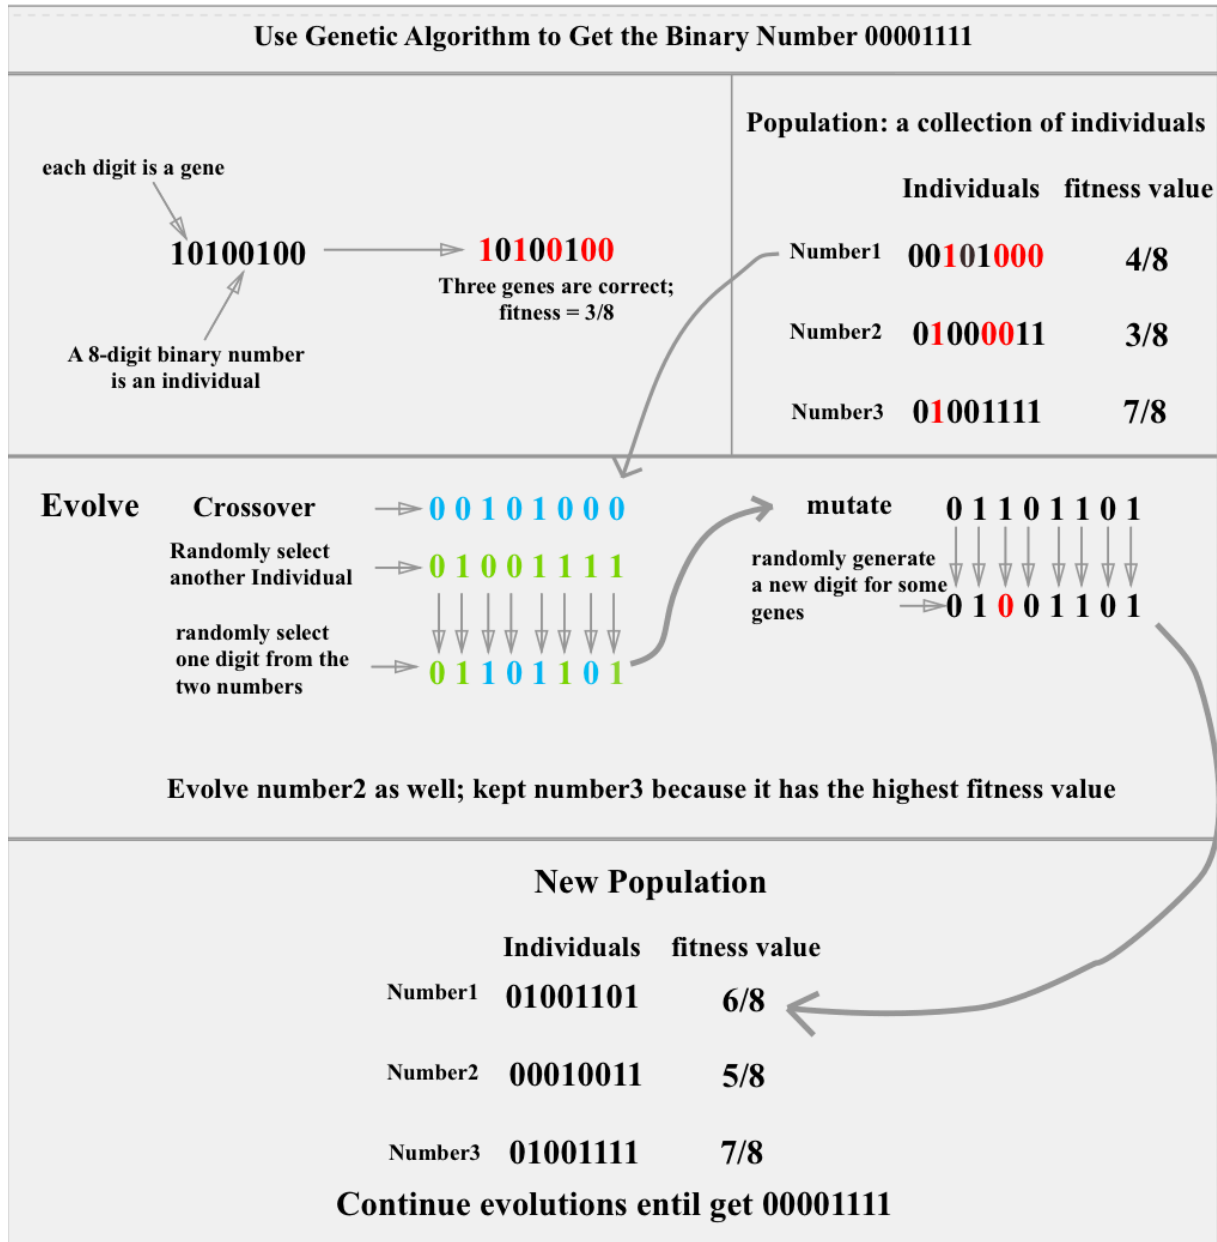 Use Genetic Algorithm to Get the Binary Number 00001111
each digit is a gene
10100100
A 8-digit binary number
is an individual
10100100
Three genes are correct;
fitness = 3/8
Population: a collection of individuals
Individuals fitness value
Number1 00101000 4/8
Number2 01000011 3/8
Number3 01001111 7/8
Evolve
Crossover
0 0 1 0 1 0 0 0
Randomly select
another Individual
0 1 0 0 1 1 1 1
randomly select
one digit from the
two numbers
0 1 1 0 1 1 0 1
mutate
0 1 1 0 1 1 0 1
randomly generate
a new digit for some
genes
0 1 0 0 1 1 0 1
Evolve number2 as well; kept number3 because it has the highest fitness value
New Population
Individuals fitness value
Number1 01001101 6/8
Number2 00010011 5/8
Number3 01001111 7/8
Continue evolutions entil get 00001111